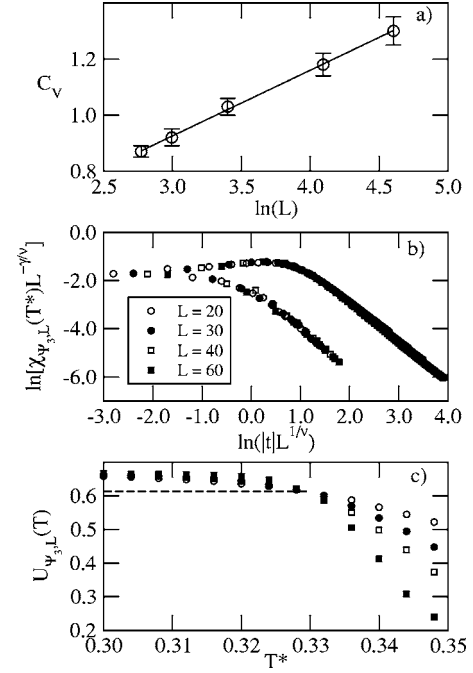 a)
C_V
1.2
1.0
0.8
2.5 3.0 3.5 4.0 4.5 5.0
ln(L)
b)
ln[χ_{Ψ_3,L}(T*)L^{-γ/ν}]
0.0
-2.0
-4.0
-6.0
L = 20
L = 30
L = 40
L = 60
-3.0 -2.0 -1.0 0.0 1.0 2.0 3.0 4.0
ln(|t|L^{1/ν})
c)
U_{Ψ_3,L}(T)
0.6
0.5
0.4
0.3
0.2
0.30 0.31 0.32 0.33 0.34 0.35
T*